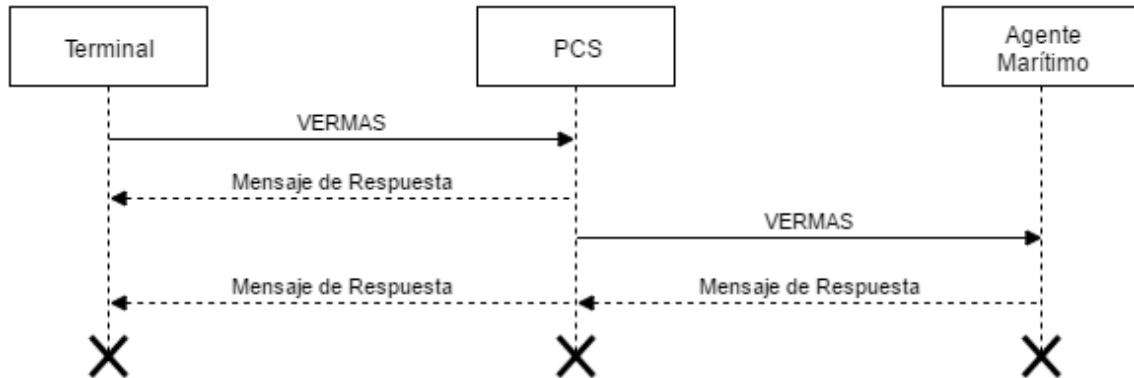 Terminal
PCS
Agente
Marítimo
VERMAS
Mensaje de Respuesta
VERMAS
Mensaje de Respuesta
Mensaje de Respuesta